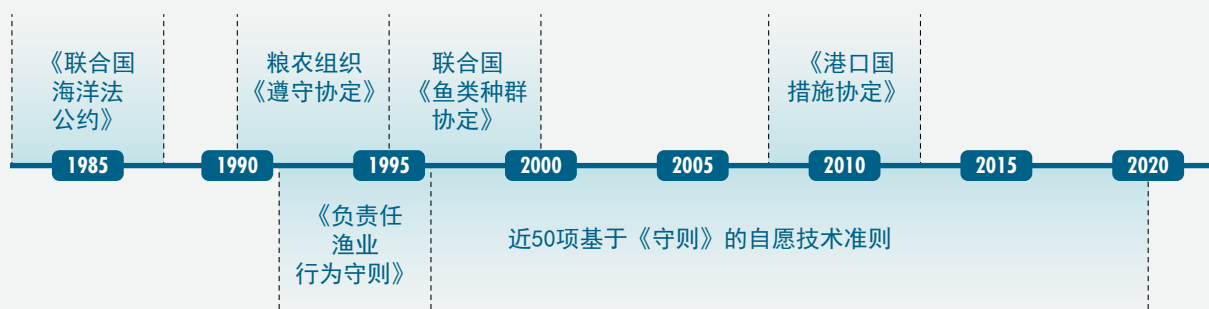 《联合国
海洋法
公约》
粮农组织
《遵守协定》
联合国
《鱼类种群
协定》
《港口国
措施协定》
1985
1990
1995
2000
2005
2010
2015
2020
《负责任
渔业
行为守则》
近50项基于《守则》的自愿技术准则